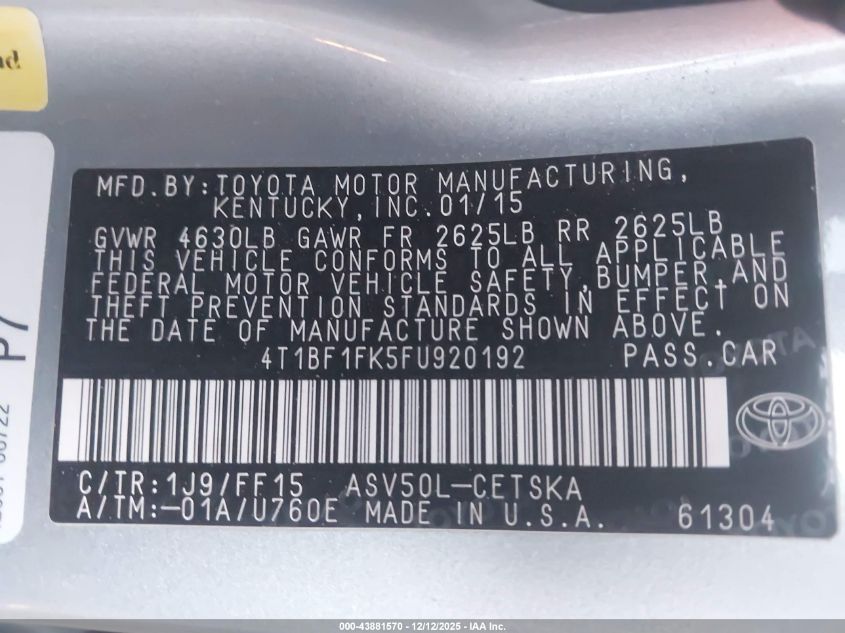 nd
P7
MFD.BY:TOYOTA MOTOR MANUFACTURING,
KENTUCKY,INC.01/15
GVWR 4630LB GAWR FR 2625LB RR 2625LB
THIS VEHICLE CONFORMS TO ALL APPLICABLE
FEDERAL MOTOR VEHICLE SAFETY,BUMPER,AND
THEFT PREVENTION STANDARDS IN EFFECT ON
THE DATE OF MANUFACTURE SHOWN ABOVE.
4T1BF1FK5FU920192 PASS.CAR
C/TR:1J9/FF15 ASV50L-CETSKA
A/TM:-01A/U760E MADE IN U.S.A. 61304
000-43881570 • 12/12/2025 • IAA Inc.